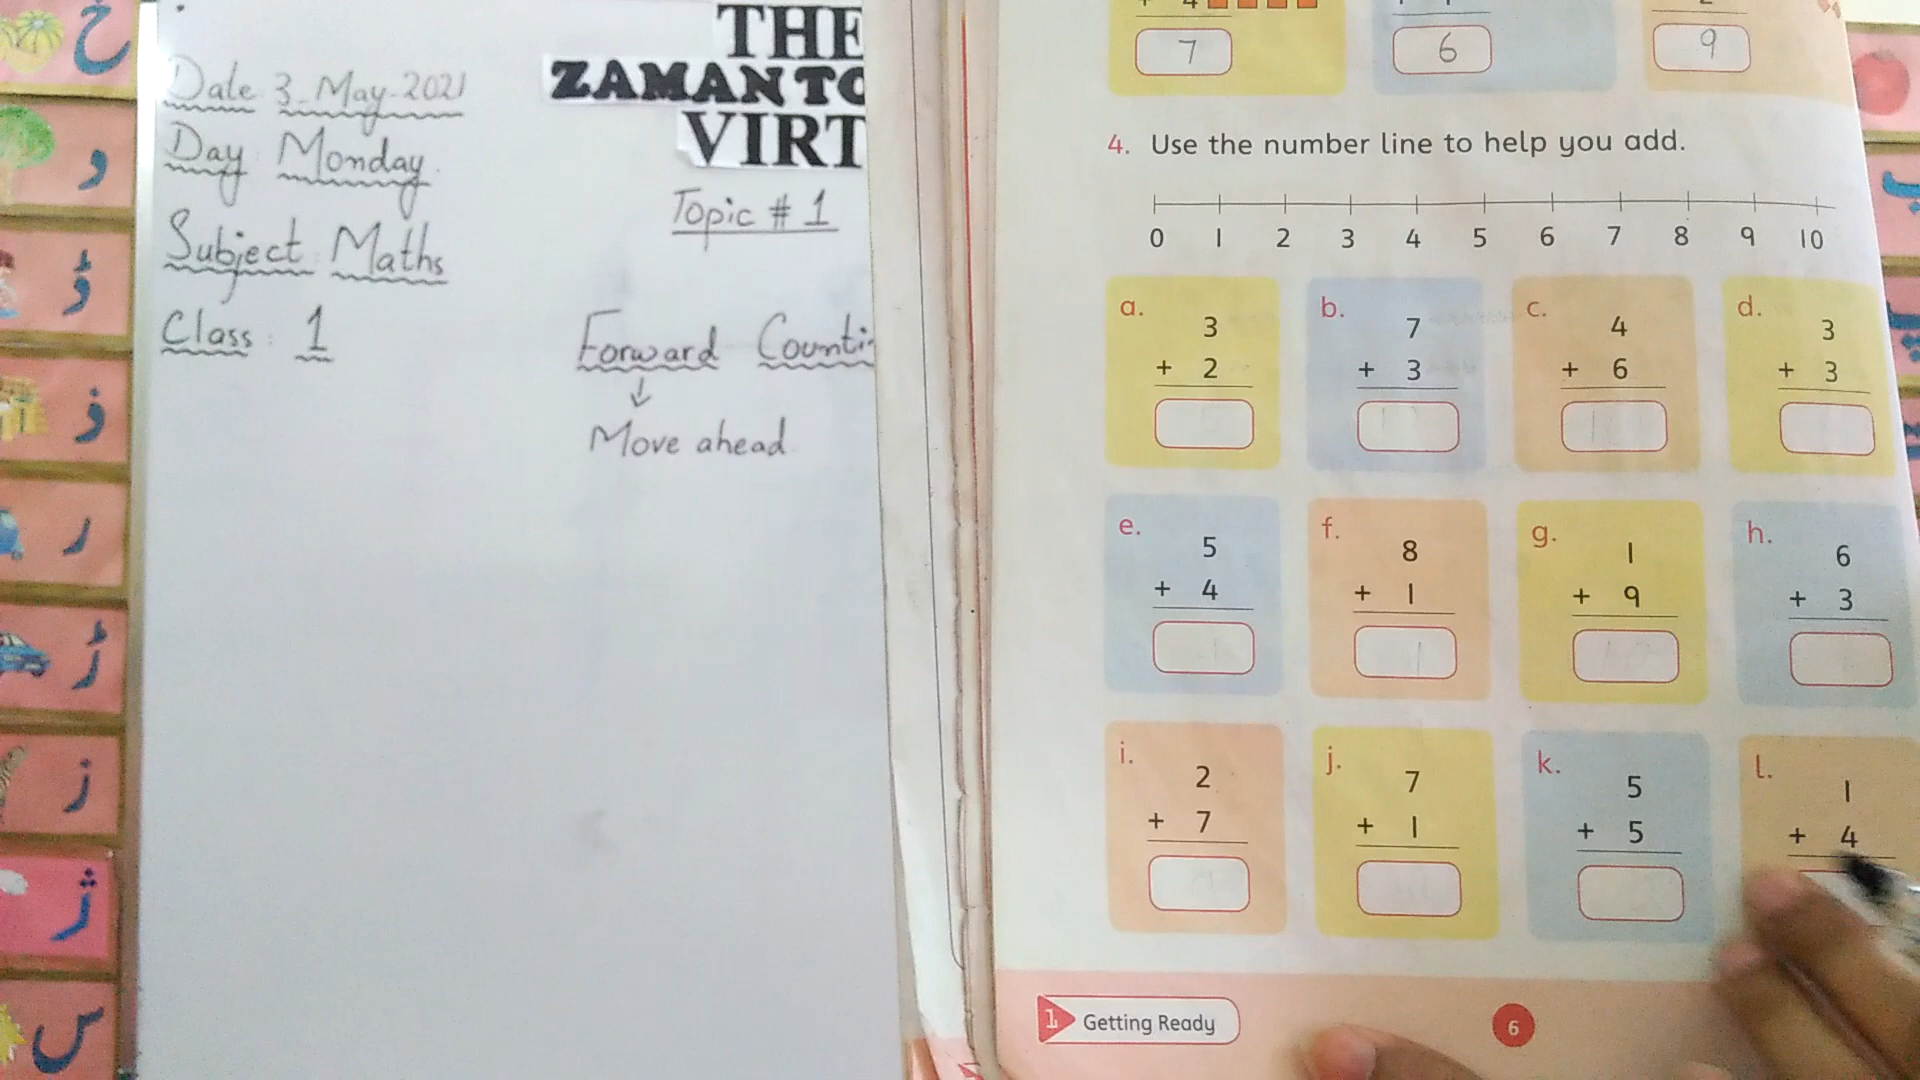 Date 3-May-2021
Day: Monday.
Subject: Maths
Class: 1
THE
ZAMAN
VIRT
Topic # 1
Forward
↓
Move ahead
+ 4
7
6
9
4. Use the number line to help you add.
0 1 2 3 4 5 6 7 8 9 10
a. 3
+ 2
b. 7
+ 3
c. 4
+ 6
d. 3
+ 3
e. 5
+ 4
f. 8
+ 1
g. 1
+ 9
h. 6
+ 3
i. 2
+ 7
j. 7
+ 1
k. 5
+ 5
l. 1
+ 4
1 Getting Ready
6
خ
د
ڈ
ذ
ر
ڑ
ز
ژ
س